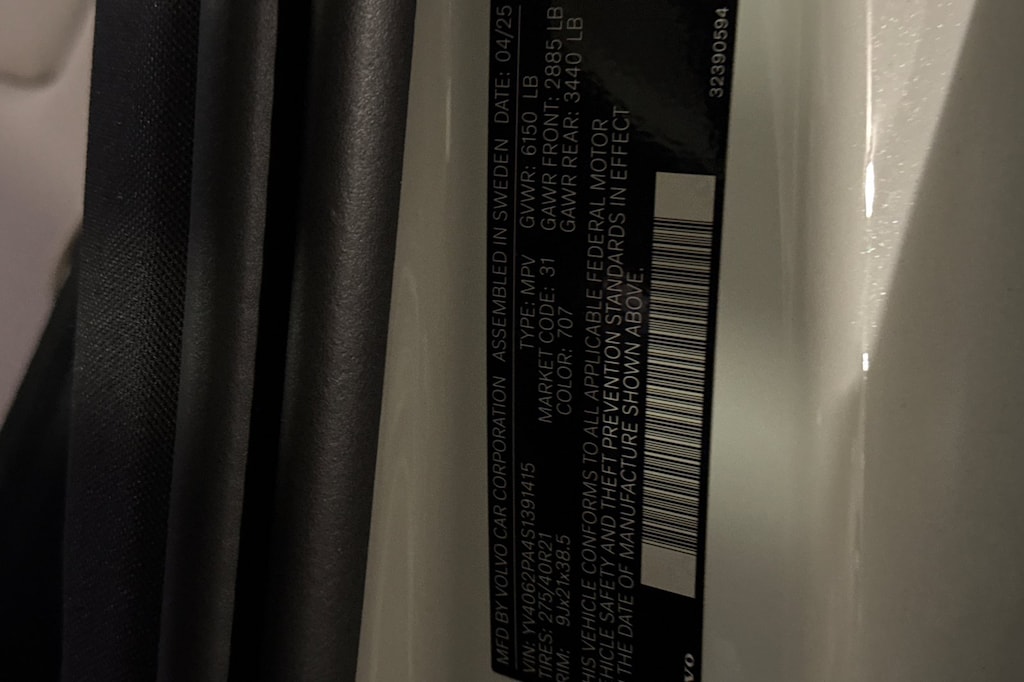 MFD BY VOLVO CAR CORPORATION ASSEMBLED IN SWEDEN DATE: 04/25
VIN: YV4062PA4S1391415 TYPE: MPV GVWR: 6150 LB
TIRES: 275/40R21 MARKET CODE: 31 GAWR FRONT: 2885 LB
RIM: 9Jx21x38.5 COLOR: 707 GAWR REAR: 3440 LB
HIS VEHICLE CONFORMS TO ALL APPLICABLE FEDERAL MOTOR
HICLE SAFETY AND THEFT PREVENTION STANDARDS IN EFFECT
THE DATE OF MANUFACTURE SHOWN ABOVE.
VO 32390594